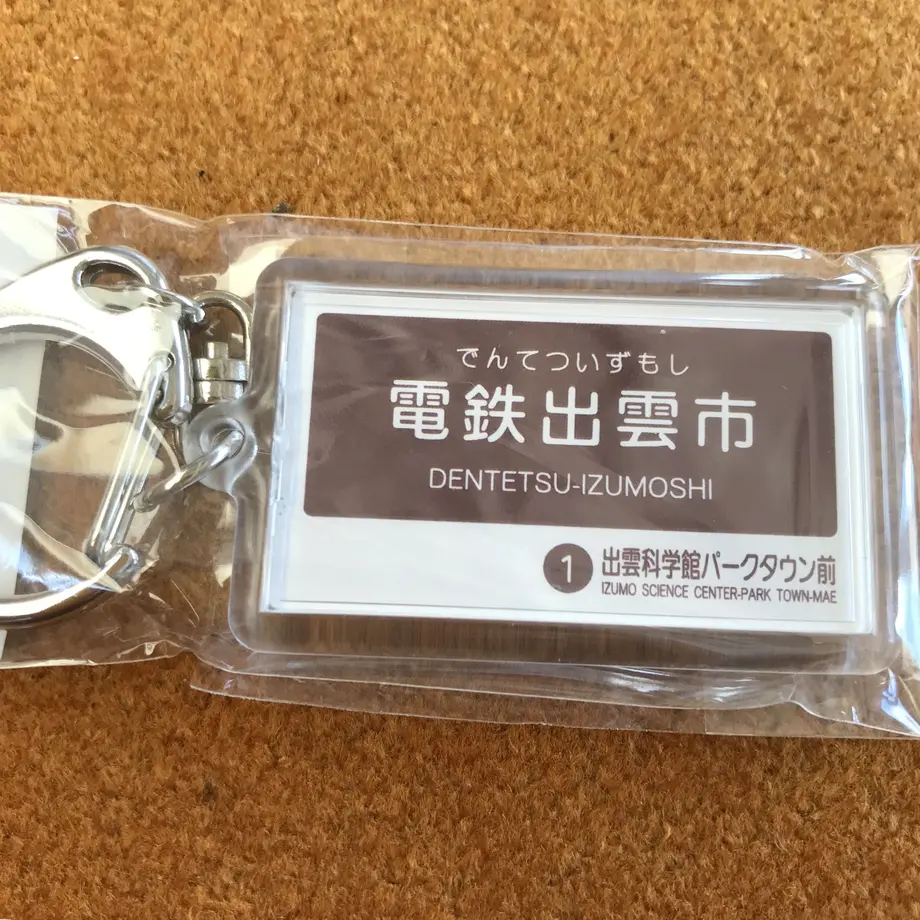 でんてついずもし
電鉄出雲市
DENTETSU-IZUMOSHI
1 出雲科学館パークタウン前
IZUMO SCIENCE CENTER-PARK TOWN-MAE